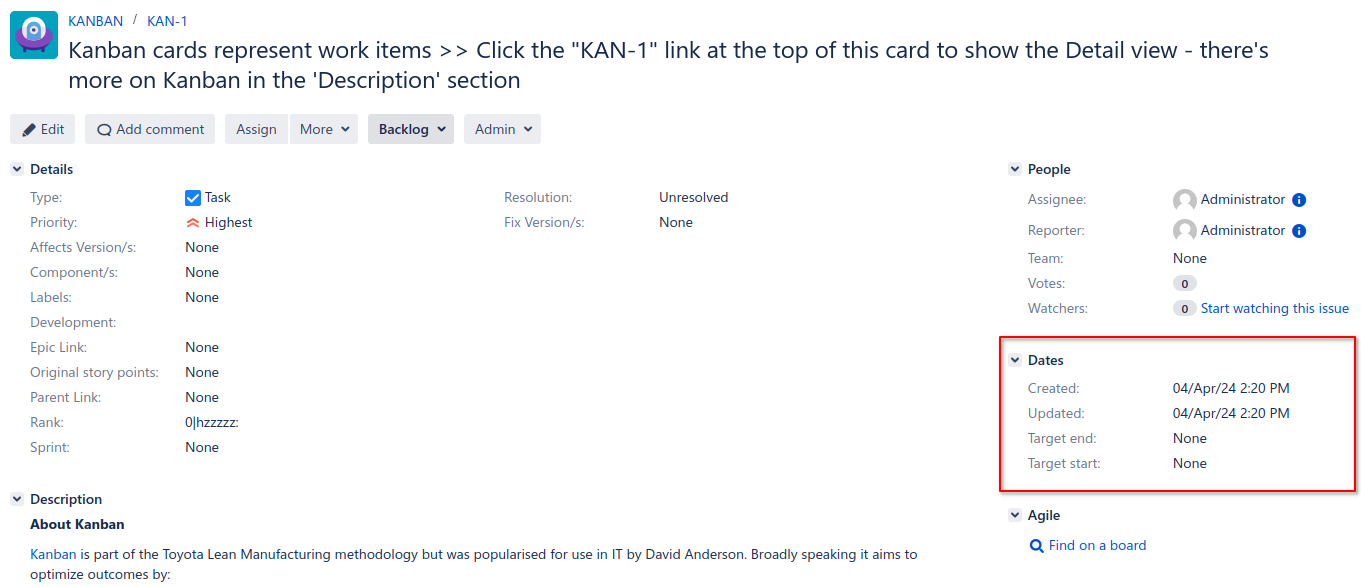 KANBAN / KAN-1
Kanban cards represent work items >> Click the "KAN-1" link at the top of this card to show the Detail view - there's
more on Kanban in the 'Description' section
Edit Add comment Assign More Backlog Admin
Details
Type: Task
Priority: Highest
Affects Version/s: None
Component/s: None
Labels: None
Development:
Epic Link: None
Original story points: None
Parent Link: None
Rank: 0|hzzzzz:
Sprint: None
Resolution: Unresolved
Fix Version/s: None
Description
About Kanban
Kanban is part of the Toyota Lean Manufacturing methodology but was popularised for use in IT by David Anderson. Broadly speaking it aims to
optimize outcomes by:
People
Assignee: Administrator
Reporter: Administrator
Team: None
Votes: 0
Watchers: 0 Start watching this issue
Dates
Created: 04/Apr/24 2:20 PM
Updated: 04/Apr/24 2:20 PM
Target end: None
Target start: None
Agile
Find on a board